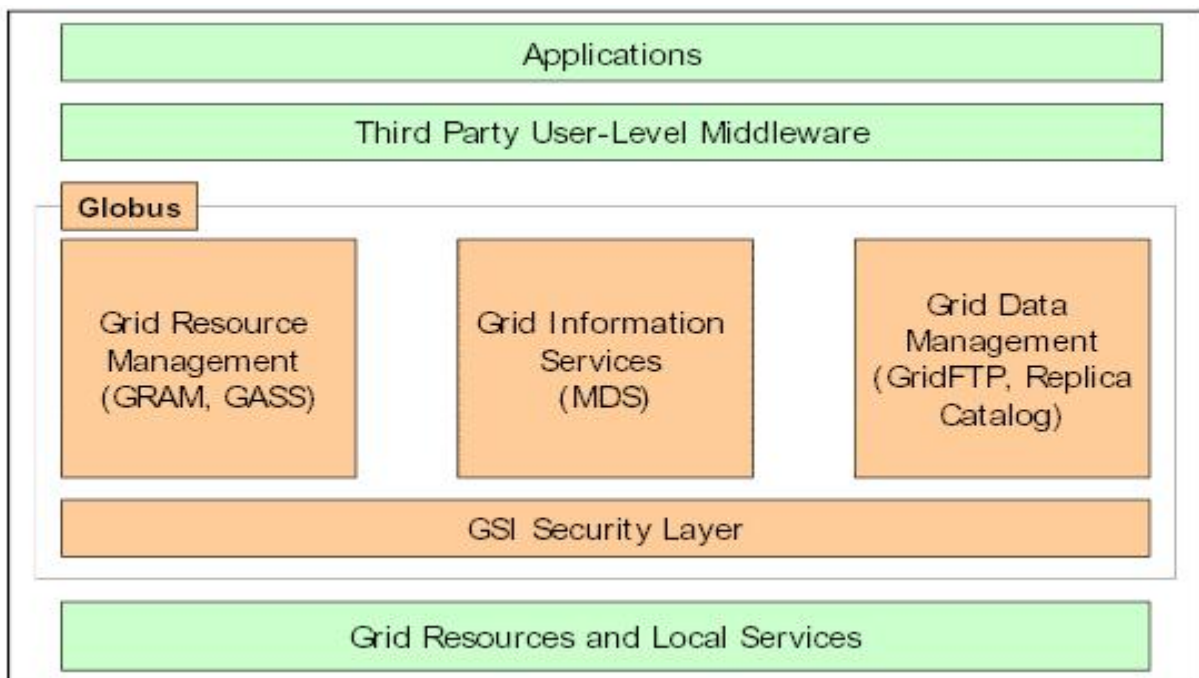 Applications
Third Party User-Level Middleware
Globus
Grid Resource
Management
(GRAM, GASS)
Grid Information
Services
(MDS)
Grid Data
Management
(GridFTP, Replica
Catalog)
GSI Security Layer
Grid Resources and Local Services